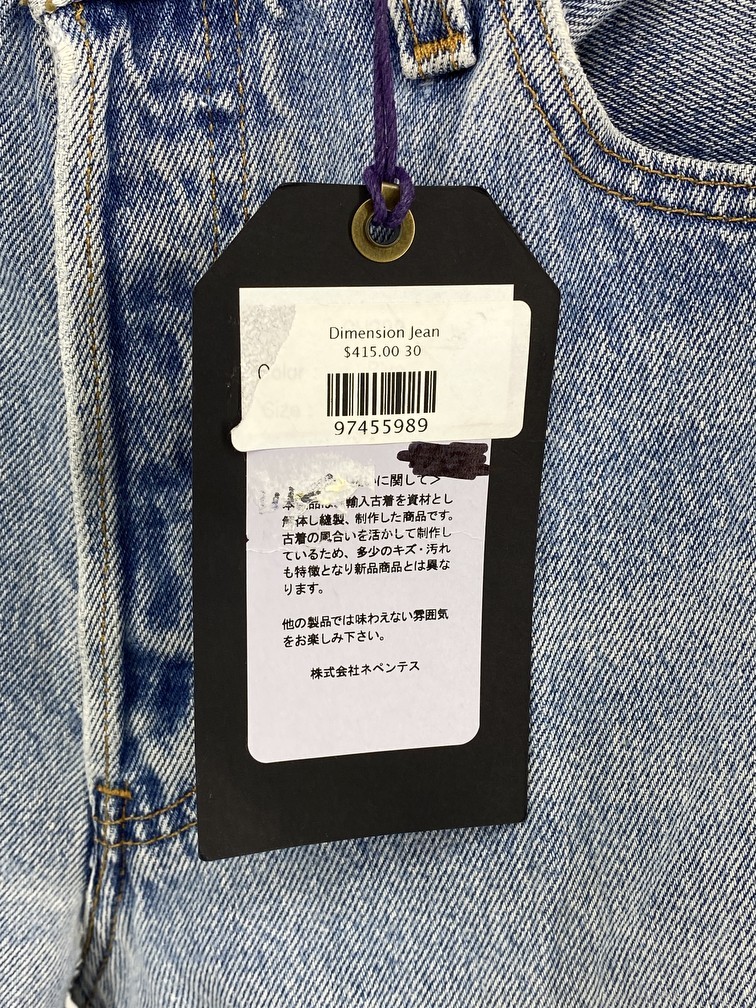 Dimension Jean
$415.00 30
Color
Size
97455989
に関して>
輸入古着を資材とし
解体し縫製、制作した商品です。
古着の風合いを活かして制作し
ているため、多少のキズ・汚れ
も特徴となり新品商品とは異な
ります。
他の製品では味わえない雰囲気
をお楽しみ下さい。
株式会社ネペンテス